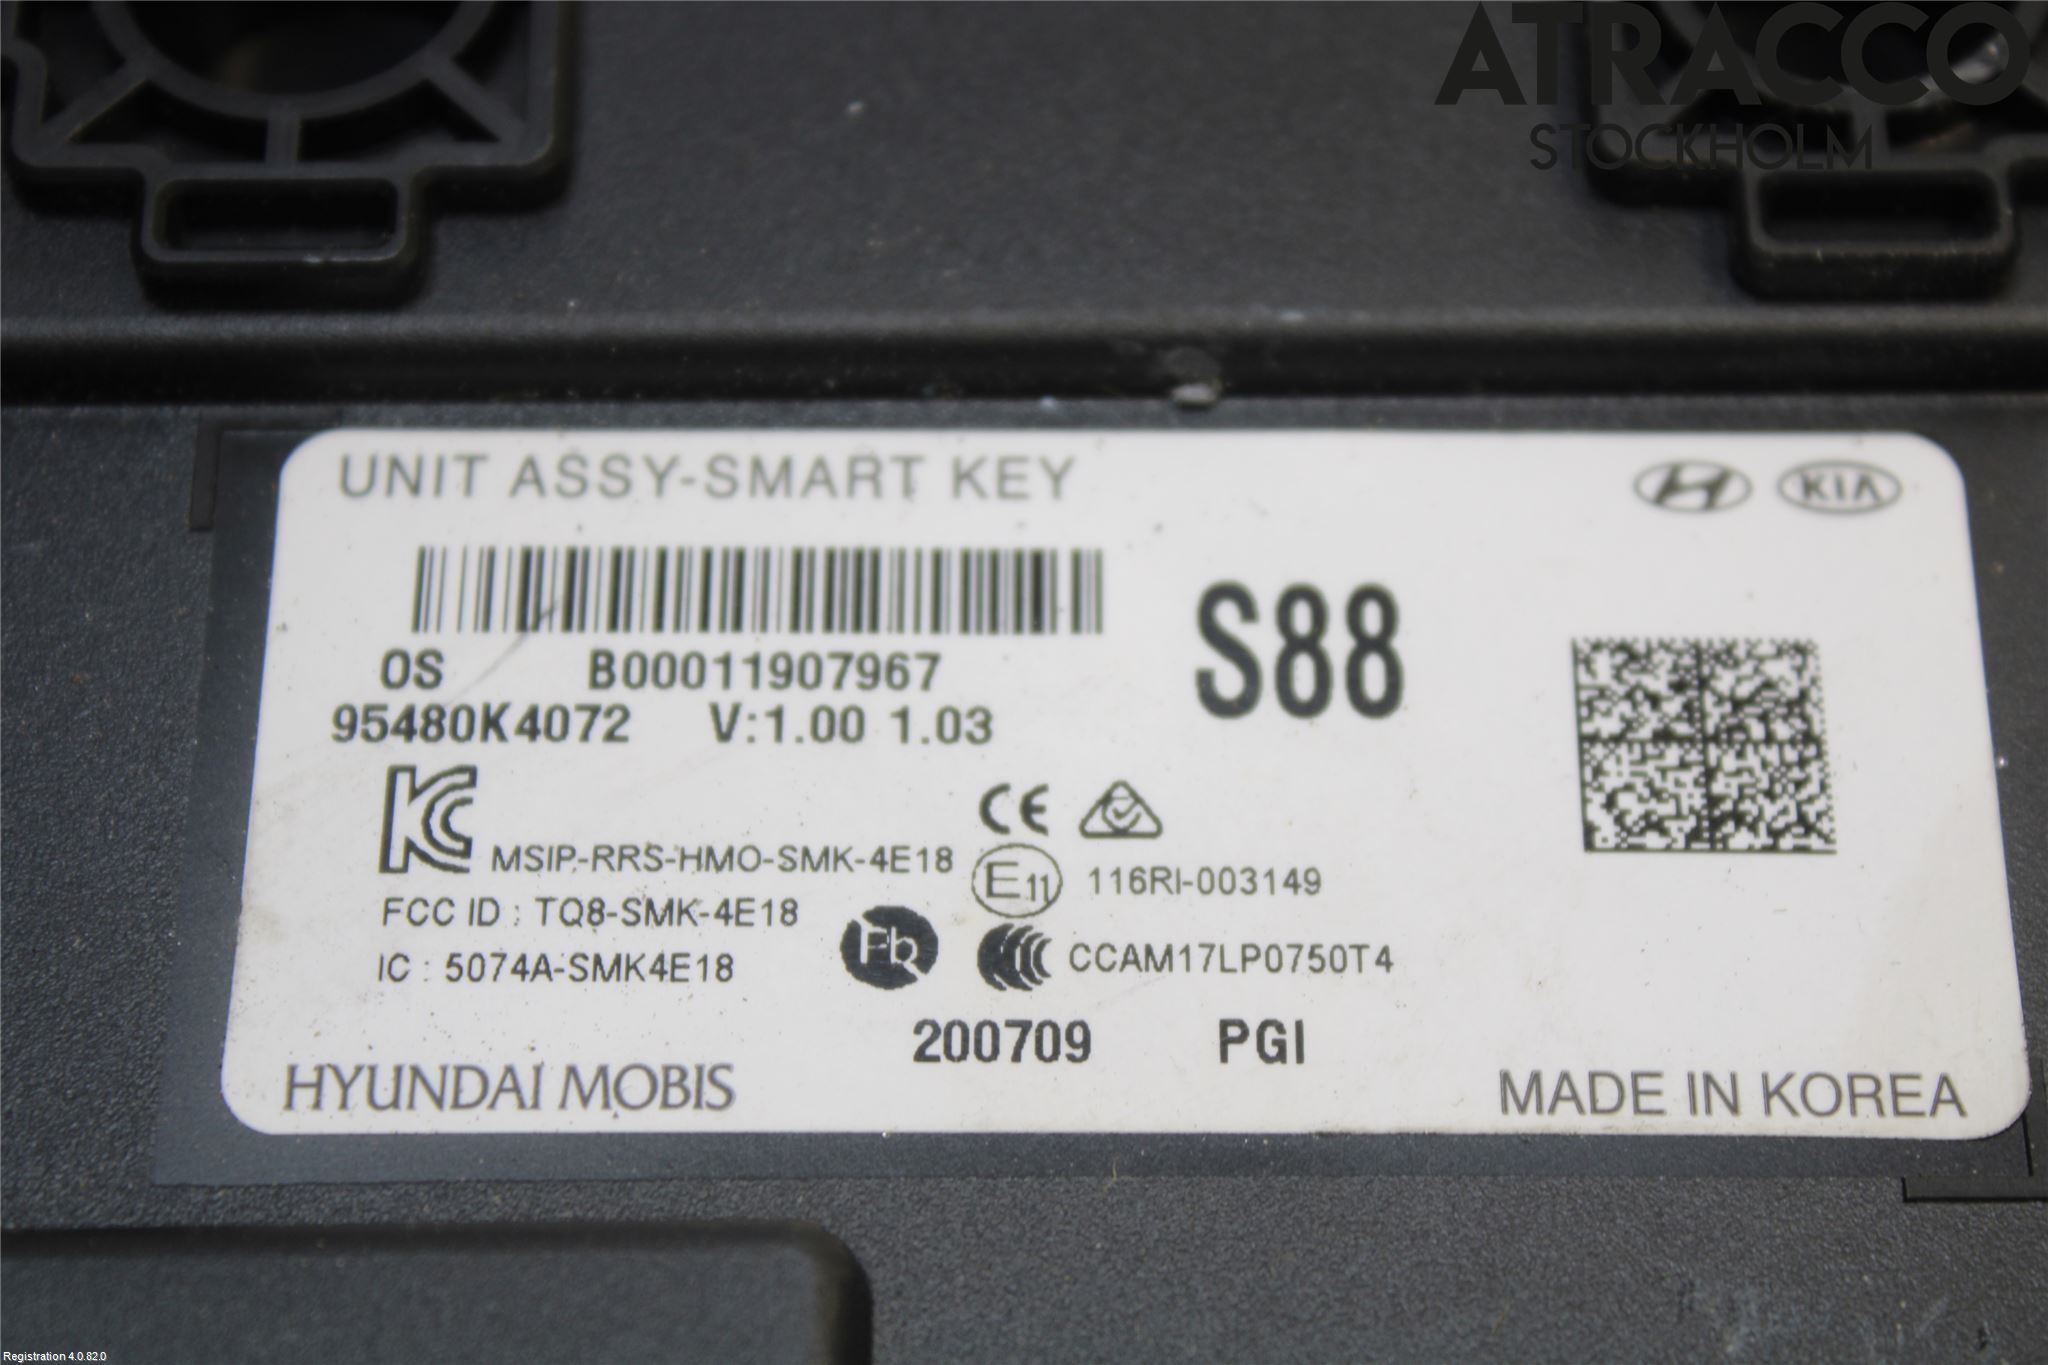 ATRACCO
STOCKHOLM
UNIT ASSY-SMART KEY
KIA
OS B00011907967
S88
95480K4072 V:1.00 1.03
MSIP-RRS-HMO-SMK-4E18
CE
E11 116RI-003149
FCC ID : TQ8-SMK-4E18
Pb
IC : 5074A-SMK4E18
CCAM17LP0750T4
200709 PGI
HYUNDAI MOBIS
MADE IN KOREA
Registration 4.0.82.0